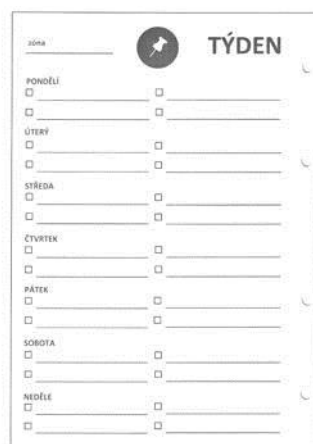 zóna
TÝDEN
PONDĚLÍ
ÚTERÝ
STŘEDA
ČTVRTEK
PÁTEK
SOBOTA
NEDĚLE